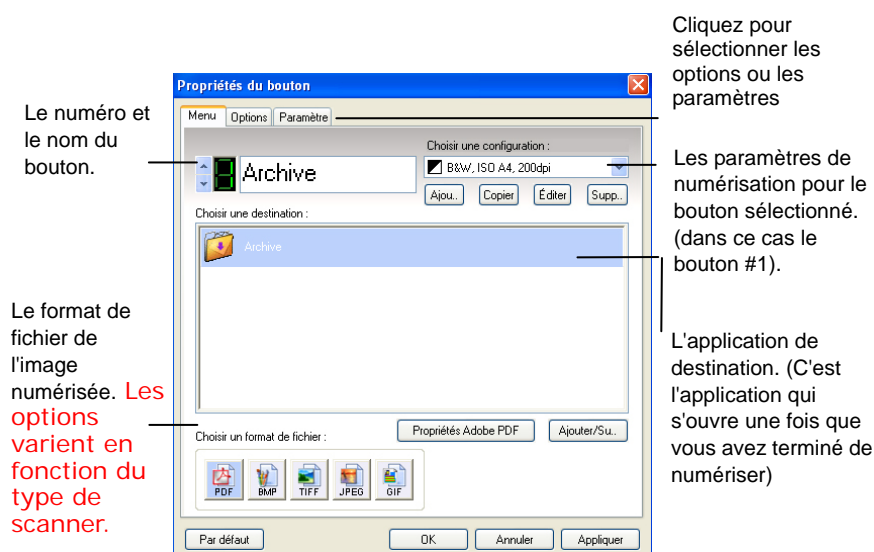 Cliquez pour
sélectionner les
options ou les
paramètres
Propriétés du bouton
Le numéro et
le nom du
bouton.
Menu Options Paramètre
Choisir une configuration :
Archive
B&W, ISO A4, 200dpi
Ajou.. Copier Éditer Supp..
Les paramètres de
numérisation pour le
bouton sélectionné.
(dans ce cas le
bouton #1).
Choisir une destination :
Archive
Le format de
fichier de
l'image
numérisée. Les
options
varient en
fonction du
type de
scanner.
L'application de
destination. (C'est
l'application qui
s'ouvre une fois que
vous avez terminé de
numériser)
Choisir un format de fichier :
Propriétés Adobe PDF Ajouter/Su..
PDF BMP TIFF JPEG GIF
Par défaut OK Annuler Appliquer